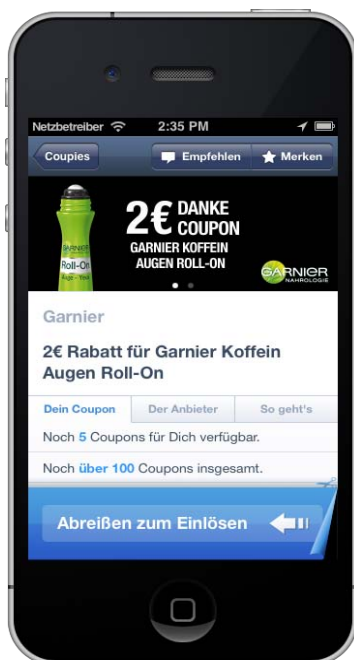 Netzbetreiber 2:35 PM
Coupies Empfehlen Merken
2€ DANKE COUPON
GARNIER KOFFEIN
AUGEN ROLL-ON
GARNIER
Roll-On
GARNIER
NAHROLOGIE
Garnier
2€ Rabatt für Garnier Koffein
Augen Roll-On
Dein Coupon Der Anbieter So geht's
Noch 5 Coupons für Dich verfügbar.
Noch über 100 Coupons insgesamt.
Abreißen zum Einlösen